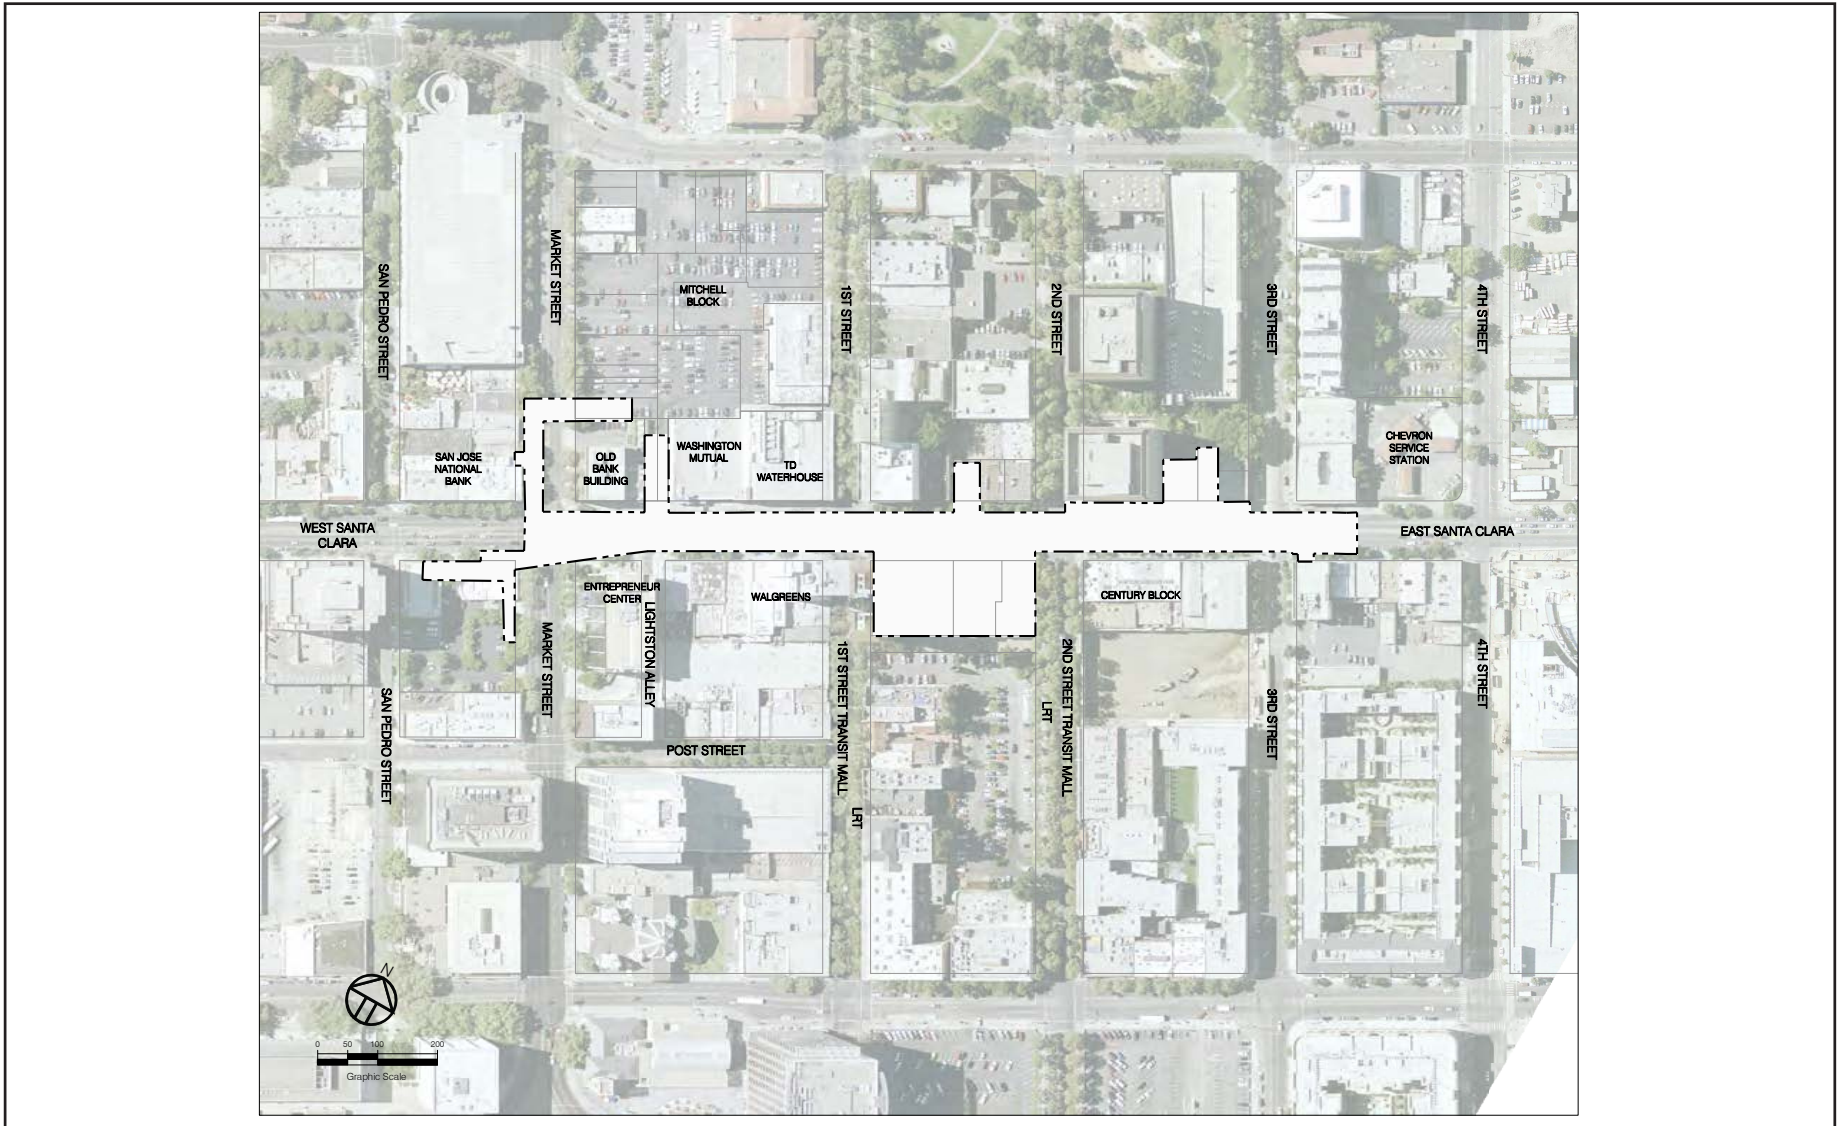 MARKET STREET
SAN PEDRO STREET
MITCHELL
BLOCK
1ST STREET
2ND STREET
3RD STREET
4TH STREET
SAN JOSE
NATIONAL
BANK
OLD
BANK
BUILDING
WASHINGTON
MUTUAL
TD
WATERHOUSE
CHEVRON
SERVICE
STATION
WEST SANTA
CLARA
EAST SANTA CLARA
ENTREPRENEUR
CENTER
LIGHTSTON ALLEY
WALGREENS
CENTURY BLOCK
MARKET STREET
SAN PEDRO STREET
POST STREET
1ST STREET TRANSIT MALL
LRT
2ND STREET TRANSIT MALL
LRT
3RD STREET
4TH STREET
N
0 50 100 200
Graphic Scale